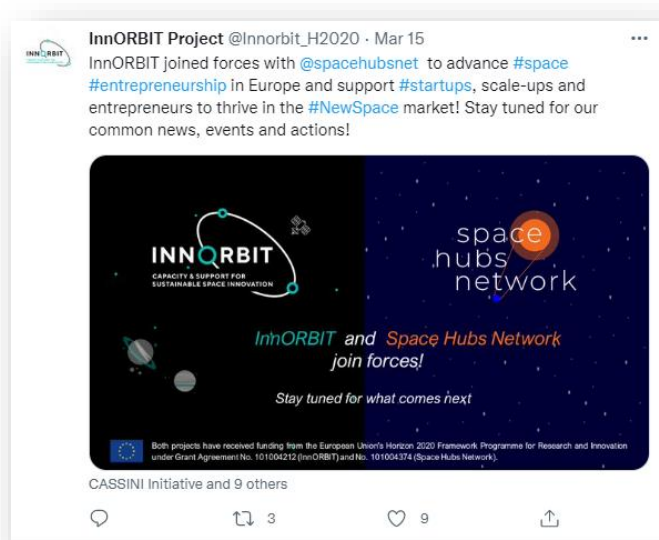 InnORBIT Project @Innorbit_H2020 · Mar 15
InnORBIT joined forces with @spacehubsnet to advance #space
#entrepreneurship in Europe and support #startups, scale-ups and
entrepreneurs to thrive in the #NewSpace market! Stay tuned for our
common news, events and actions!
INNORBIT
CAPACITY & SUPPORT FOR
SUSTAINABLE SPACE INNOVATION
space
hubs
network
InnORBIT and Space Hubs Network
join forces!
Stay tuned for what comes next
Both projects have received funding from the European Union's Horizon 2020 Framework Programme for Research and Innovation
under Grant Agreement No. 101004212 (InnORBIT) and No. 101004374 (Space Hubs Network).
CASSINI Initiative and 9 others
3
9